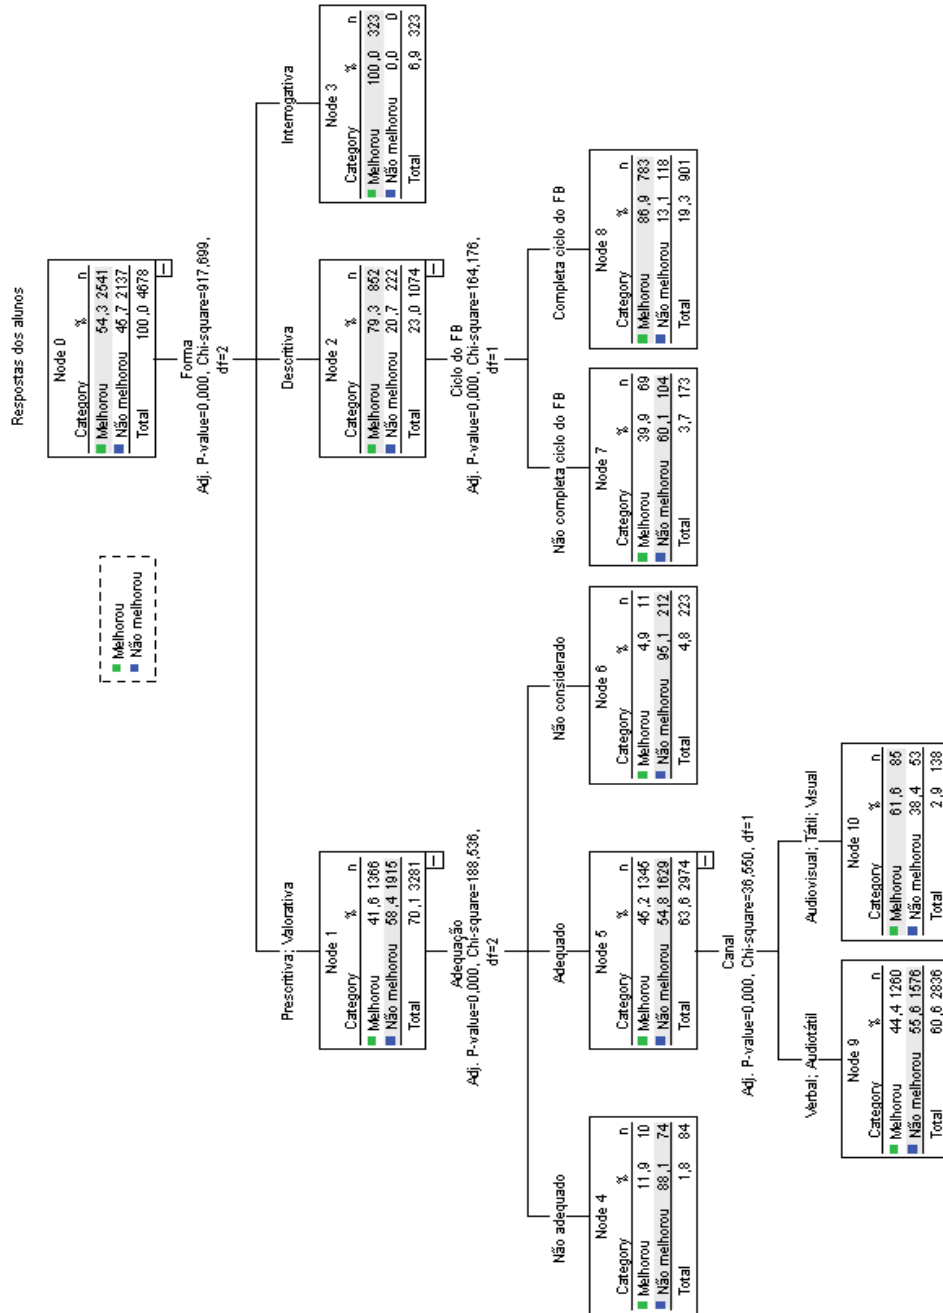 Respostas dos alunos
Melhorou
Não melhorou
Node 0
Category % n
Melhorou 54,3 2541
Não melhorou 45,7 2137
Total 100,0 4678
Forma
Adj. P-value=0,000, Chi-square=917,699,
df=2
Prescritiva; Valorativa
Descritiva
Interrogativa
Node 1
Category % n
Melhorou 41,6 1366
Não melhorou 58,4 1915
Total 70,1 3281
Node 2
Category % n
Melhorou 79,3 852
Não melhorou 20,7 222
Total 23,0 1074
Node 3
Category % n
Melhorou 100,0 323
Não melhorou 0,0 0
Total 6,9 323
Adequação
Adj. P-value=0,000, Chi-square=188,536,
df=2
Ciclo do FB
Adj. P-value=0,000, Chi-square=164,176,
df=1
Não adequado
Adequado
Não considerado
Não completa ciclo do FB
Completa ciclo do FB
Node 4
Category % n
Melhorou 11,9 10
Não melhorou 88,1 74
Total 1,8 84
Node 5
Category % n
Melhorou 45,2 1345
Não melhorou 54,8 1629
Total 63,6 2974
Node 6
Category % n
Melhorou 4,9 11
Não melhorou 95,1 212
Total 4,8 223
Node 7
Category % n
Melhorou 39,9 69
Não melhorou 60,1 104
Total 3,7 173
Node 8
Category % n
Melhorou 86,9 783
Não melhorou 13,1 118
Total 19,3 901
Canal
Adj. P-value=0,000, Chi-square=36,550, df=1
Verbal; Audiotátil
Audiovisual; Tátil; Visual
Node 9
Category % n
Melhorou 44,4 1260
Não melhorou 55,6 1576
Total 60,6 2836
Node 10
Category % n
Melhorou 61,6 85
Não melhorou 38,4 53
Total 2,9 138